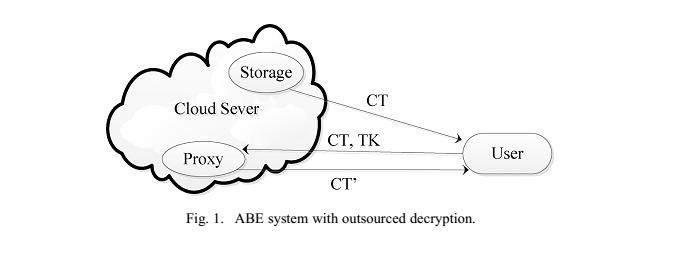 Storage
CT
Cloud Sever
CT, TK
Proxy
User
CT’
Fig. 1. ABE system with outsourced decryption.